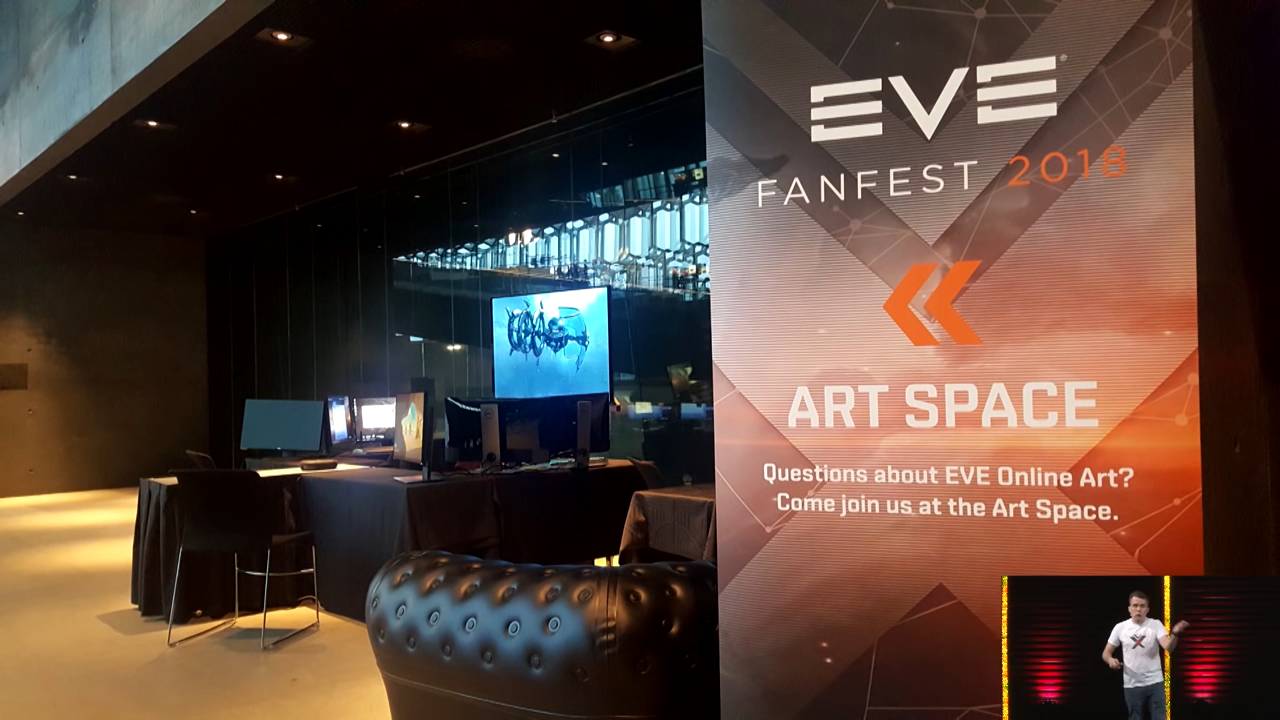 EVE
FANFEST 2018
ART SPACE
Questions about EVE Online Art?
Come join us at the Art Space.